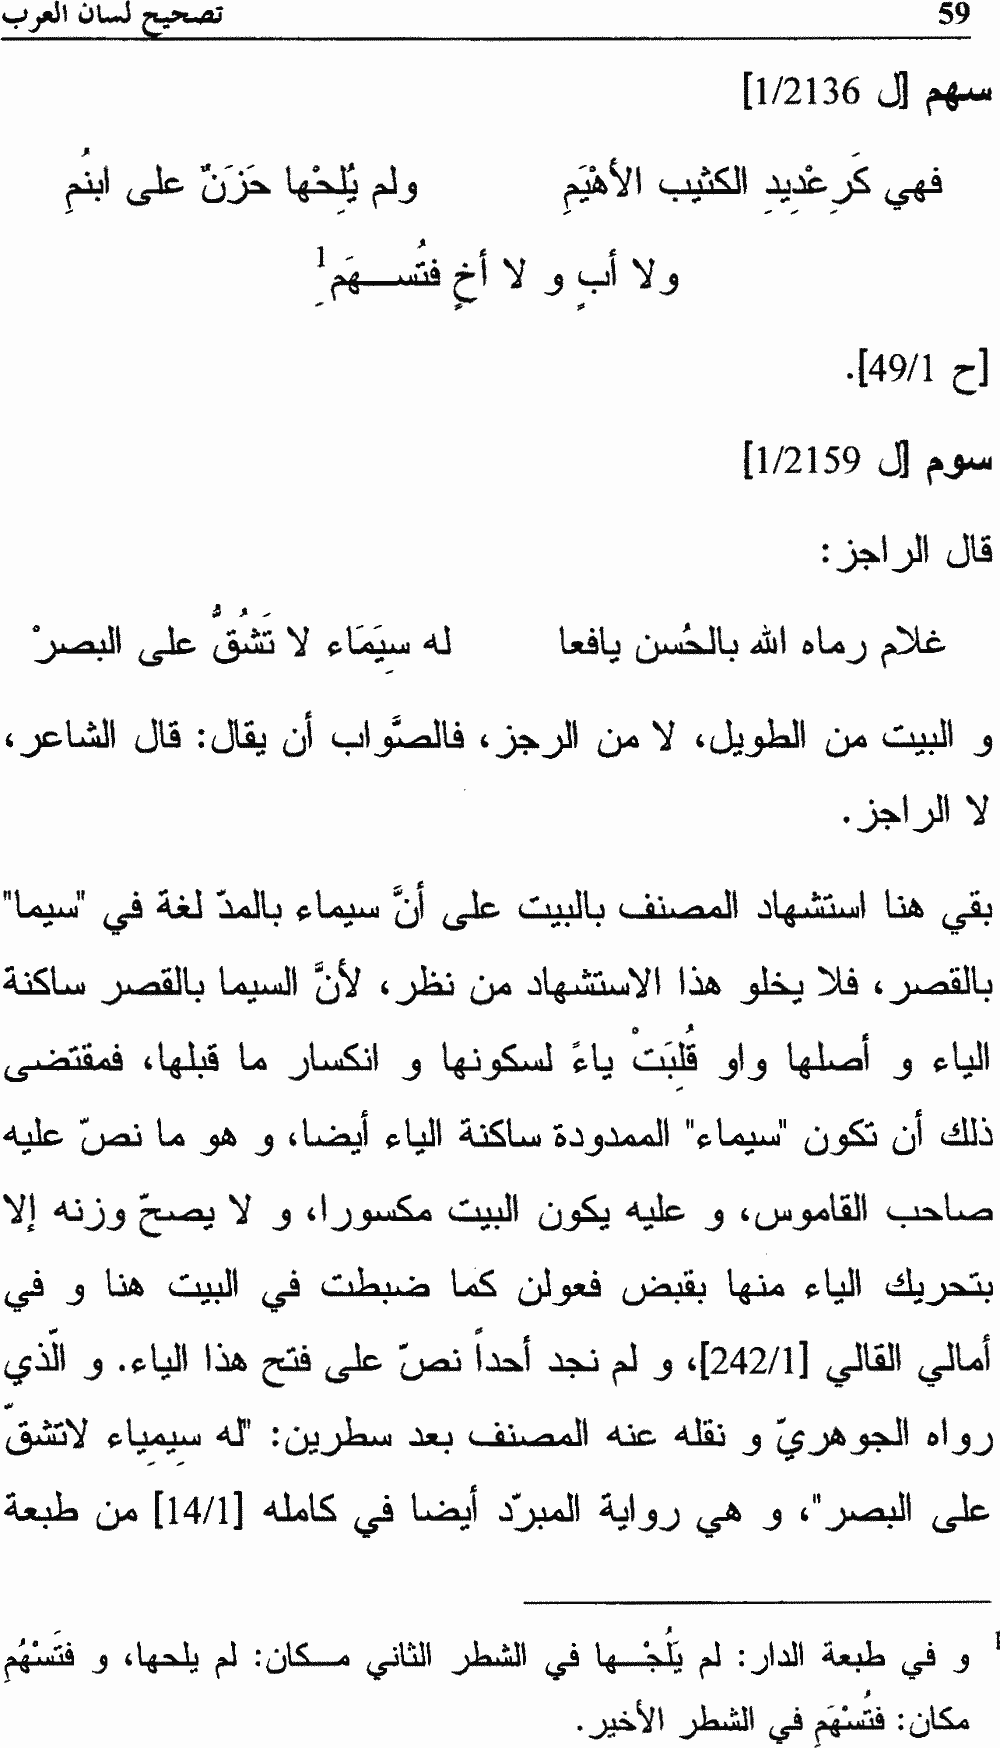 59 تصحيح لسان العرب
سهم [ل 1/2136]
فهي كَرِعْدِيدِ الكثيب الأهْيَمِ ولم يُلِحْها حَزَنٌ على ابنُمِ
ولا أبٍ و لا أخٍ فتُسـهَمِ¹
[ح 49/1].
سوم [ل 1/2159]
قال الراجز:
غلام رماه الله بالحُسن يافعا له سِيَمَاء لا تَشُقُّ على البصرْ
و البيت من الطويل، لا من الرجز، فالصَّواب أن يقال: قال الشاعر،
لا الراجز.
بقي هنا استشهاد المصنف بالبيت على أنَّ سيماء بالمدّ لغة في "سيما"
بالقصر، فلا يخلو هذا الاستشهاد من نظر، لأنَّ السيما بالقصر ساكنة
الياء و أصلها واو قُلِبَتْ ياءً لسكونها و انكسار ما قبلها، فمقتضى
ذلك أن تكون "سيماء" الممدودة ساكنة الياء أيضا، و هو ما نصّ عليه
صاحب القاموس، و عليه يكون البيت مكسورا، و لا يصحّ وزنه إلا
بتحريك الياء منها بقبض فعولن كما ضبطت في البيت هنا و في
أمالي القالي [242/1]، و لم نجد أحداً نصّ على فتح هذا الياء. و الّذي
رواه الجوهريّ و نقله عنه المصنف بعد سطرين: "له سِيمِياء لاتشقّ
على البصر"، و هي رواية المبرّد أيضا في كامله [14/1] من طبعة
¹ و في طبعة الدار: لم يَلُجْـها في الشطر الثاني مـكان: لم يلحها، و فتَسْهُمِ
مكان: فتُسْهَمِ في الشطر الأخير.